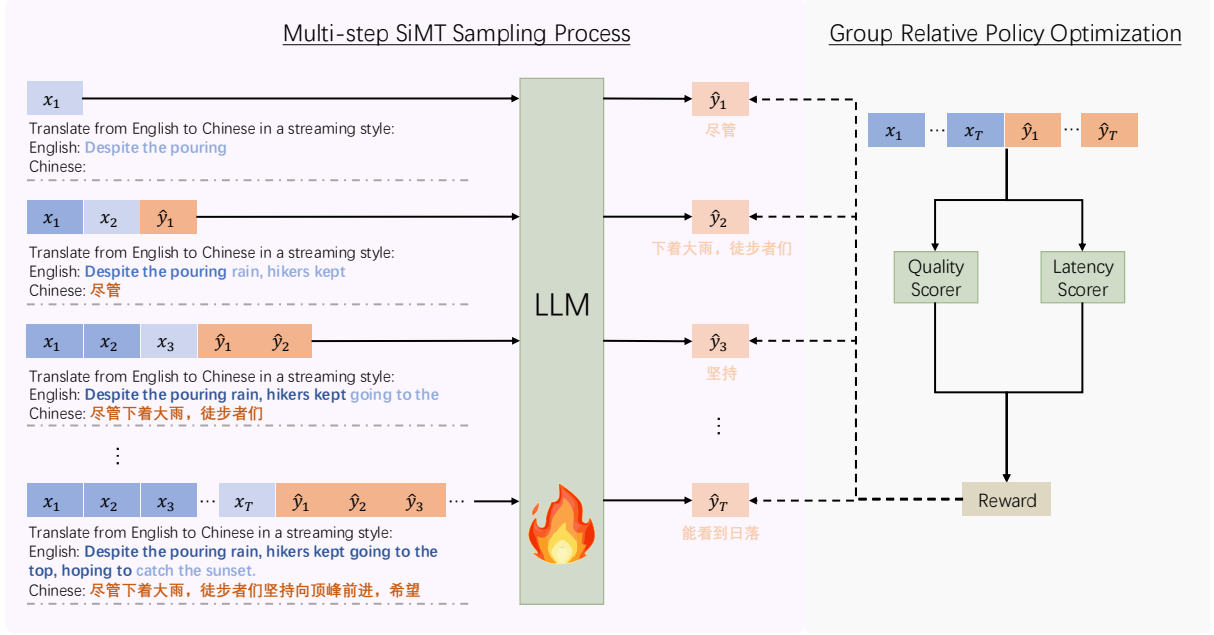 Multi-step SiMT Sampling Process
Group Relative Policy Optimization
x₁
ŷ₁
尽管
Translate from English to Chinese in a streaming style:
English: Despite the pouring
Chinese:
x₁ x₂ ŷ₁
ŷ₂
下着大雨，徒步者们
Translate from English to Chinese in a streaming style:
English: Despite the pouring rain, hikers kept
Chinese: 尽管
x₁ x₂ x₃ ŷ₁ ŷ₂
ŷ₃
坚持
Translate from English to Chinese in a streaming style:
English: Despite the pouring rain, hikers kept going to the
Chinese: 尽管下着大雨，徒步者们
⋮
⋮
x₁ x₂ x₃ ··· x_T ŷ₁ ŷ₂ ŷ₃ ···
ŷ_T
能看到日落
Translate from English to Chinese in a streaming style:
English: Despite the pouring rain, hikers kept going to the
top, hoping to catch the sunset.
Chinese: 尽管下着大雨，徒步者们坚持向顶峰前进，希望
LLM
x₁ ··· x_T ŷ₁ ··· ŷ_T
Quality
Scorer
Latency
Scorer
Reward